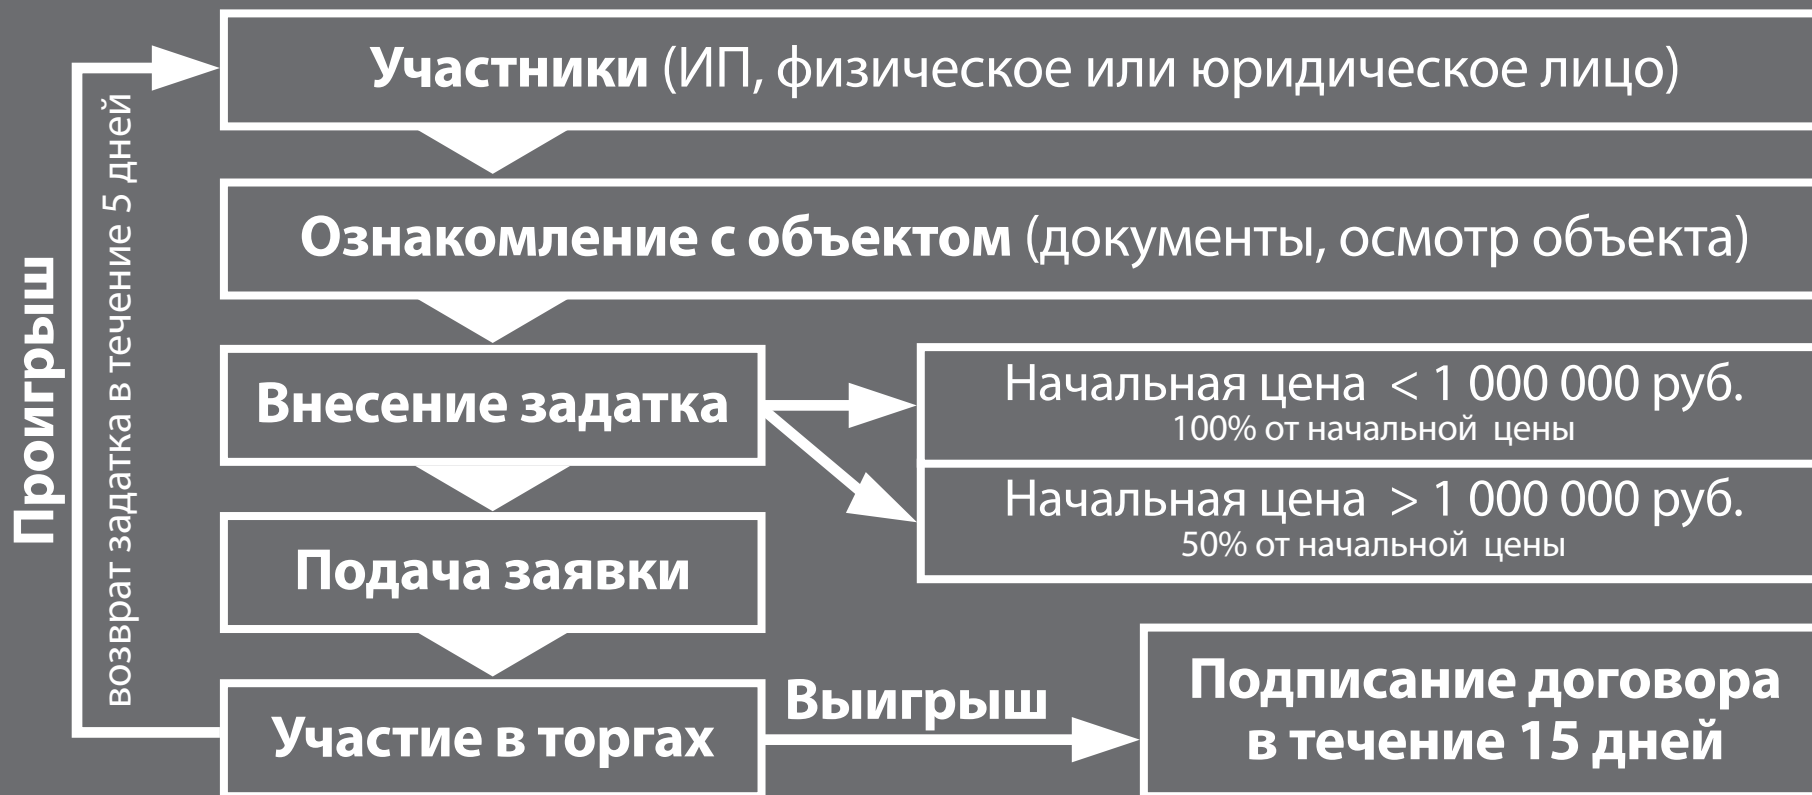 Участники (ИП, физическое или юридическое лицо)
Ознакомление с объектом (документы, осмотр объекта)
Проигрыш
возврат задатка в течение 5 дней
Внесение задатка
Начальная цена < 1 000 000 руб.
100% от начальной цены
Начальная цена > 1 000 000 руб.
50% от начальной цены
Подача заявки
Участие в торгах
Выигрыш
Подписание договора
в течение 15 дней